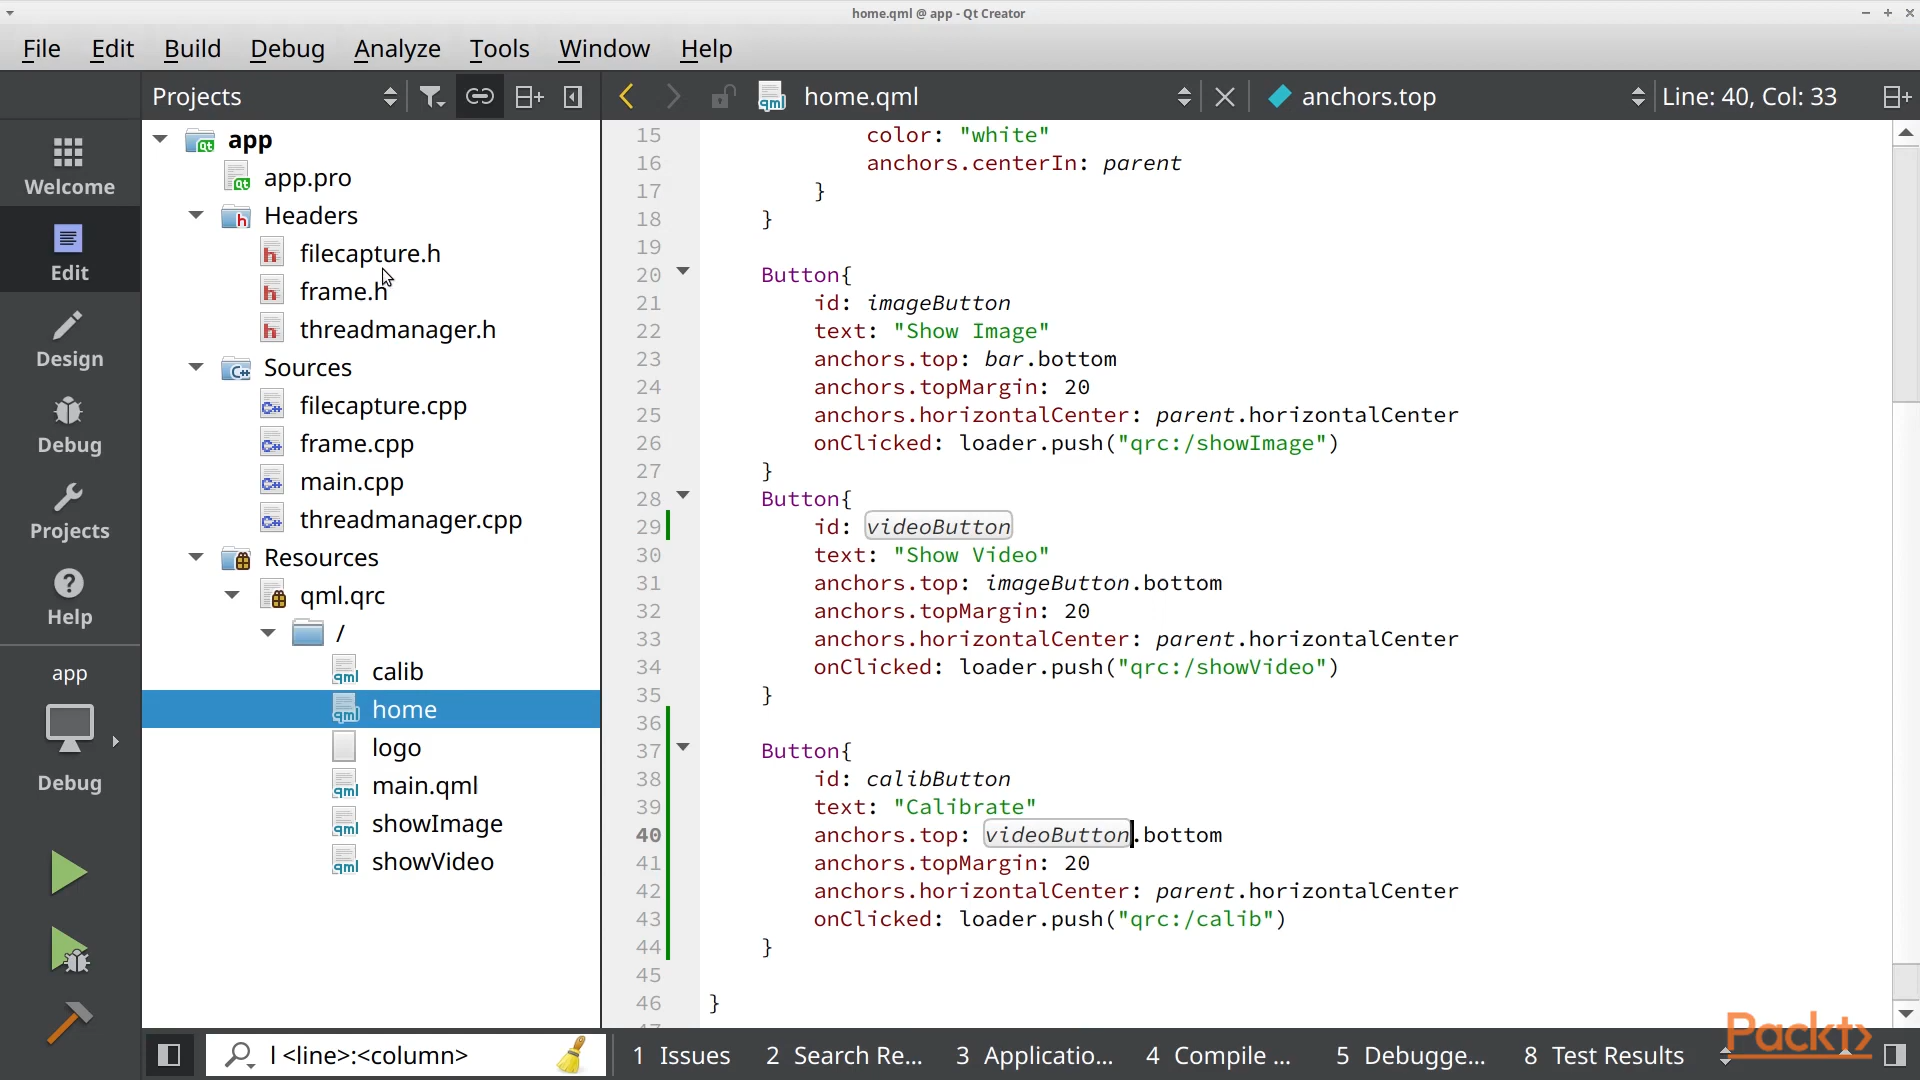 home.qml @ app - Qt Creator
File Edit Build Debug Analyze Tools Window Help
Projects home.qml anchors.top Line: 40, Col: 33
Welcome
Edit
Design
Debug
Projects
Help
app
Debug
app
app.pro
Headers
filecapture.h
frame.h
threadmanager.h
Sources
filecapture.cpp
frame.cpp
main.cpp
threadmanager.cpp
Resources
qml.qrc
/
calib
home
logo
main.qml
showImage
showVideo
15 color: "white"
16 anchors.centerIn: parent
17 }
18 }
19
20 Button{
21 id: imageButton
22 text: "Show Image"
23 anchors.top: bar.bottom
24 anchors.topMargin: 20
25 anchors.horizontalCenter: parent.horizontalCenter
26 onClicked: loader.push("qrc:/showImage")
27 }
28 Button{
29 id: videoButton
30 text: "Show Video"
31 anchors.top: imageButton.bottom
32 anchors.topMargin: 20
33 anchors.horizontalCenter: parent.horizontalCenter
34 onClicked: loader.push("qrc:/showVideo")
35 }
36
37 Button{
38 id: calibButton
39 text: "Calibrate"
40 anchors.top: videoButton.bottom
41 anchors.topMargin: 20
42 anchors.horizontalCenter: parent.horizontalCenter
43 onClicked: loader.push("qrc:/calib")
44 }
45
46 }
l <line>:<column> 1 Issues 2 Search Re... 3 Applicatio... 4 Compile ... 5 Debugge... 8 Test Results
Packt>